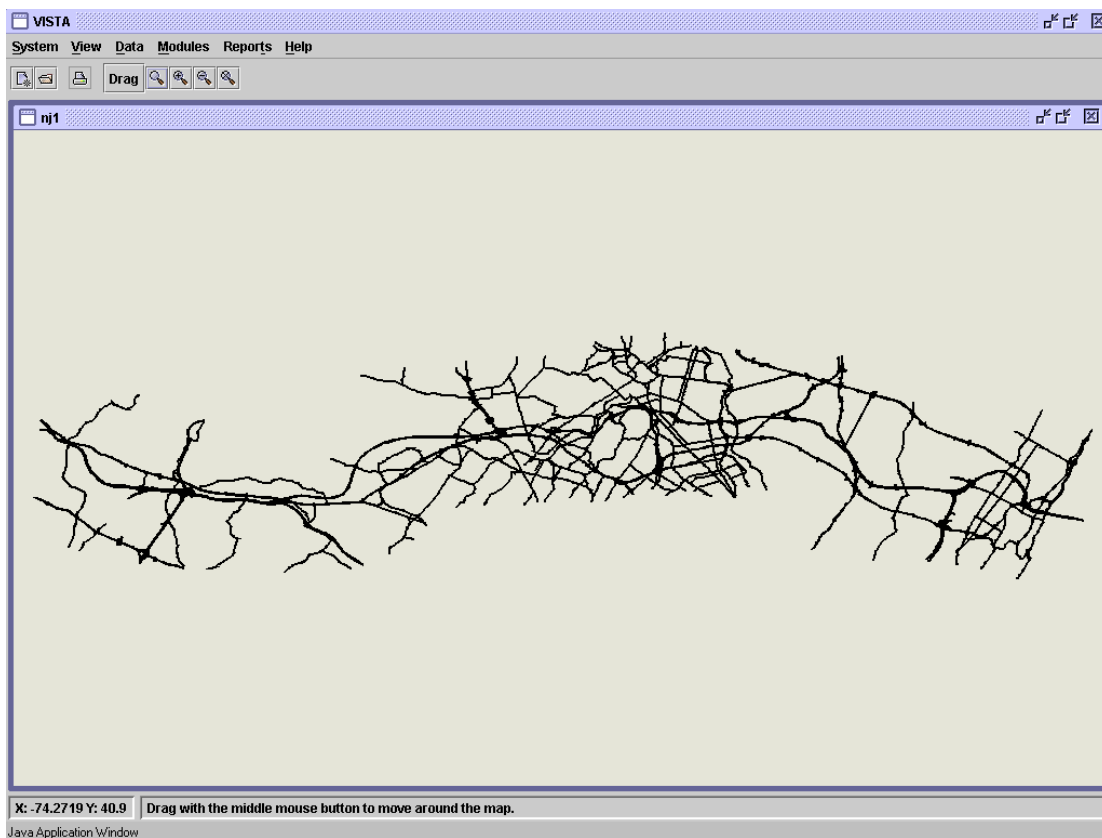 VISTA
System View Data Modules Reports Help
Drag
nj1
X: -74.2719 Y: 40.9 Drag with the middle mouse button to move around the map.
Java Application Window